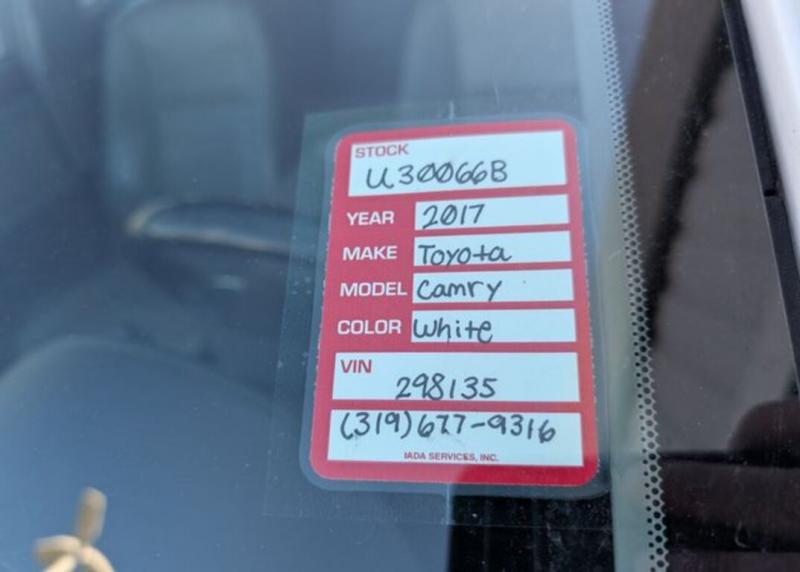 STOCK
U30066B
YEAR 2017
MAKE Toyota
MODEL Camry
COLOR White
VIN
298135
(319)677-9316
IADA SERVICES, INC.